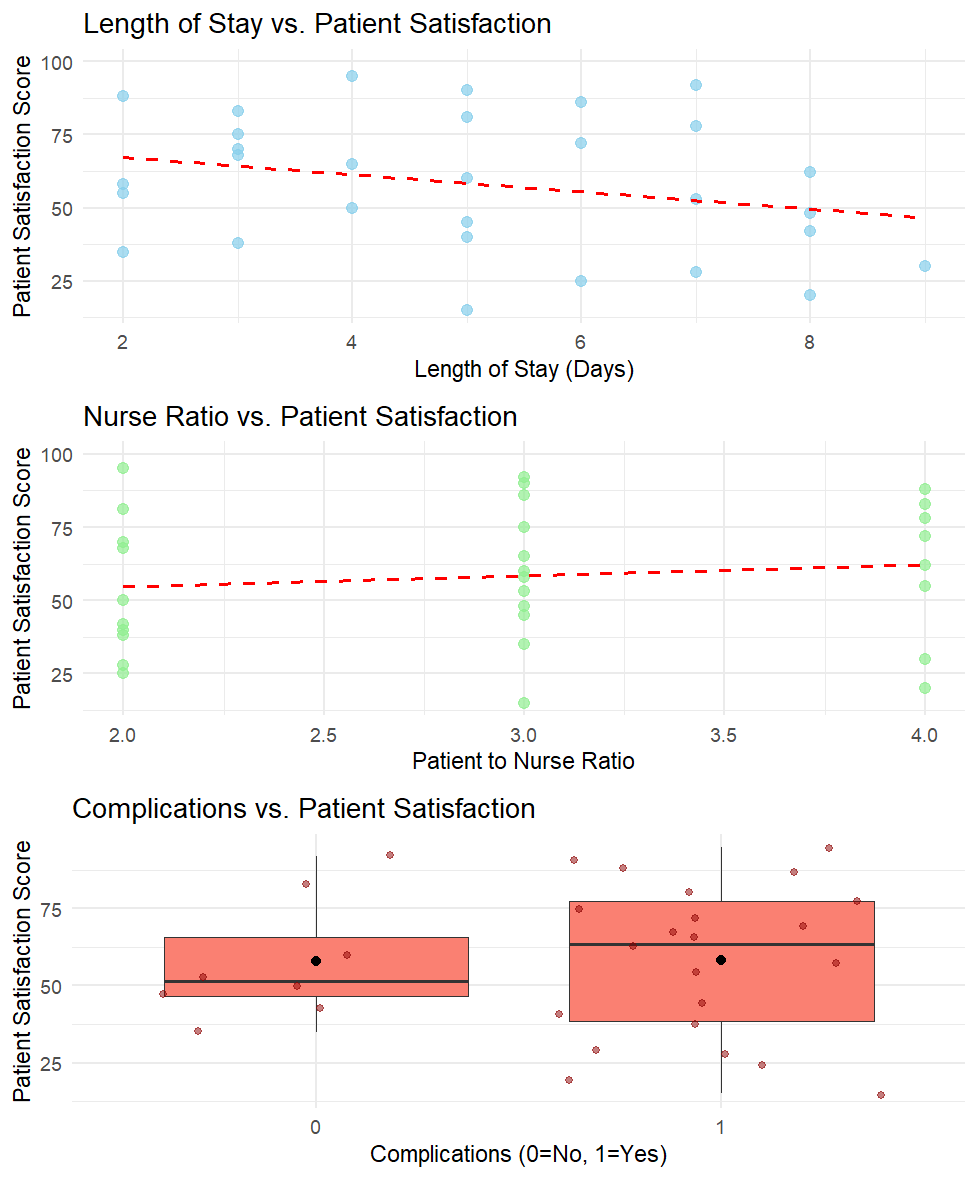 Length of Stay vs. Patient Satisfaction
Patient Satisfaction Score
100
75
50
25
2 4 6 8
Length of Stay (Days)
Nurse Ratio vs. Patient Satisfaction
Patient Satisfaction Score
100
75
50
25
2.0 2.5 3.0 3.5 4.0
Patient to Nurse Ratio
Complications vs. Patient Satisfaction
Patient Satisfaction Score
75
50
25
0 1
Complications (0=No, 1=Yes)